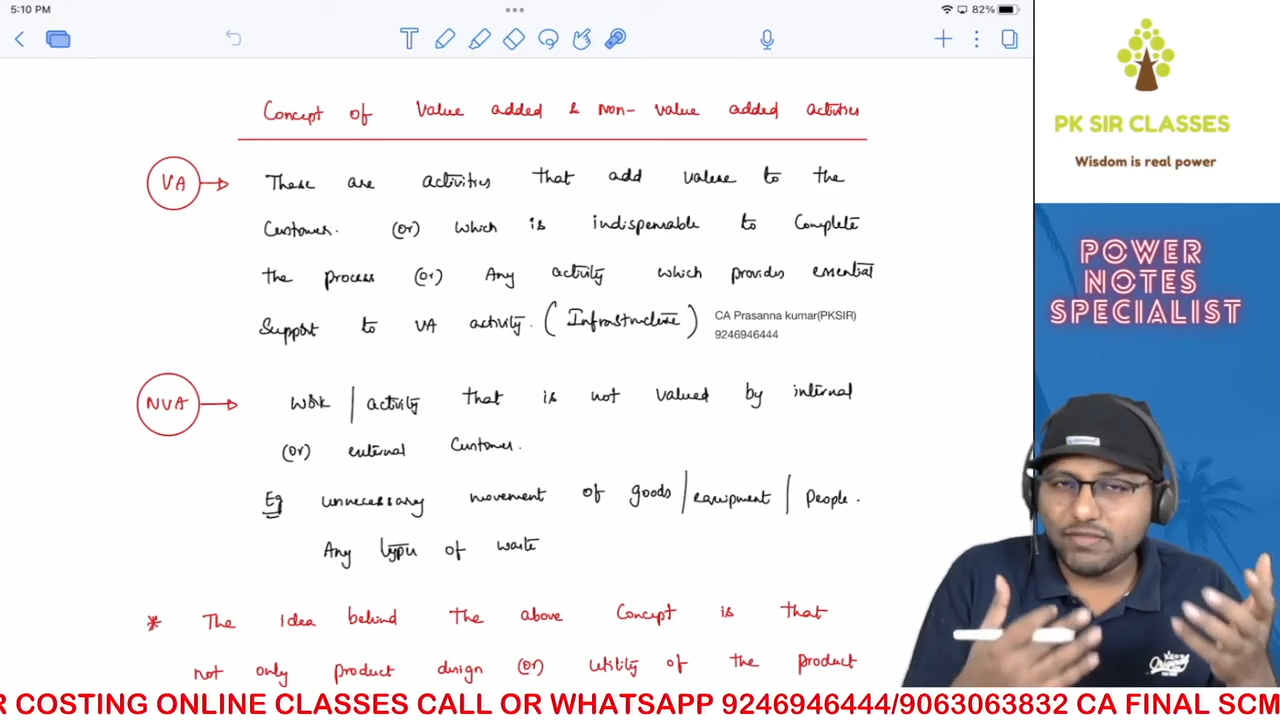 5:10 PM
82%
Concept of Value added & Non-value added activities
VA
These are activities that add value to the
Customer. (or) which is indispensable to Complete
the process (or) Any activity which provides essential
Support to VA activity. (Infrastructure)
CA Prasanna kumar(PKSIR)
9246946444
NVA
Work | activity that is not valued by internal
(or) external Customer.
Eg unnecessary movement of goods | equipment | People.
Any type of waste
* The idea behind the above Concept is that
not only product design (or) utility of the product
PK SIR CLASSES
Wisdom is real power
POWER
NOTES
SPECIALIST
R COSTING ONLINE CLASSES CALL OR WHATSAPP 9246946444/9063063832 CA FINAL SCM